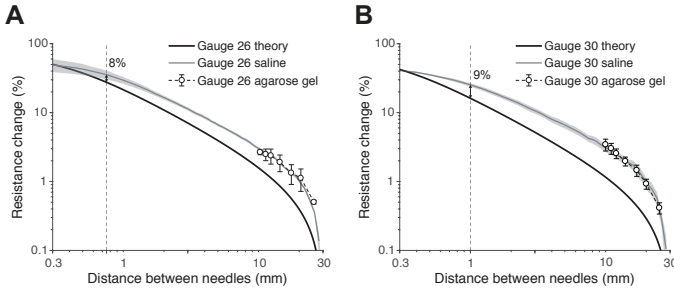 A
100
10
1
0.1
Resistance change (%)
8%
Gauge 26 theory
Gauge 26 saline
Gauge 26 agarose gel
0.3
1
10
30
Distance between needles (mm)
B
100
10
1
0.1
Resistance change (%)
9%
Gauge 30 theory
Gauge 30 saline
Gauge 30 agarose gel
0.3
1
10
30
Distance between needles (mm)